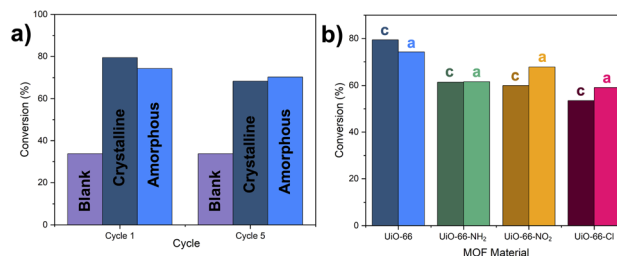 a)
Conversion (%)
100
80
60
40
20
0
Blank
Crystalline
Amorphous
Blank
Crystalline
Amorphous
Cycle 1
Cycle 5
Cycle
b)
Conversion (%)
80
60
40
20
0
c
a
c
a
c
a
c
a
UiO-66
UiO-66-NH₂
UiO-66-NO₂
UiO-66-Cl
MOF Material